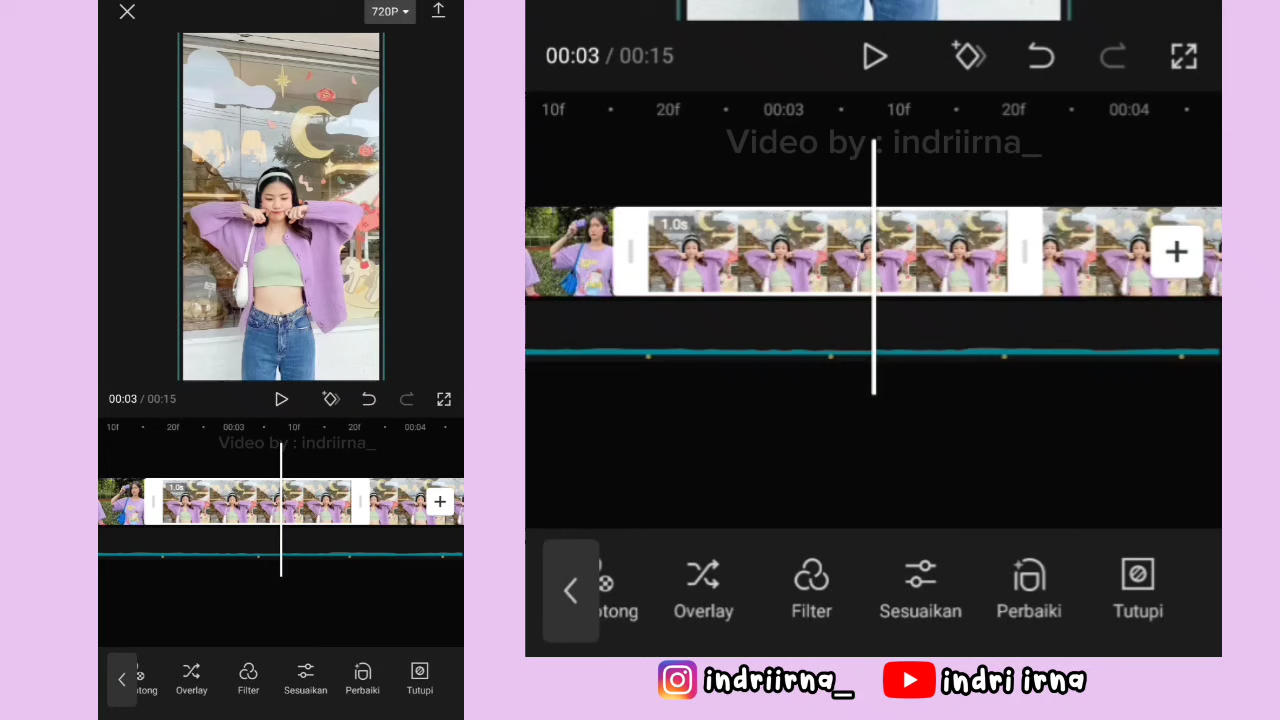 720P
00:03 / 00:15
10f 20f 00:03 10f 20f 00:04
Video by : indriirna_
1.0s
otong Overlay Filter Sesuaikan Perbaiki Tutupi
00:03 / 00:15
10f 20f 00:03 10f 20f 00:04
Video by : indriirna_
1.0s
otong Overlay Filter Sesuaikan Perbaiki Tutupi
indriirna_ indri irna